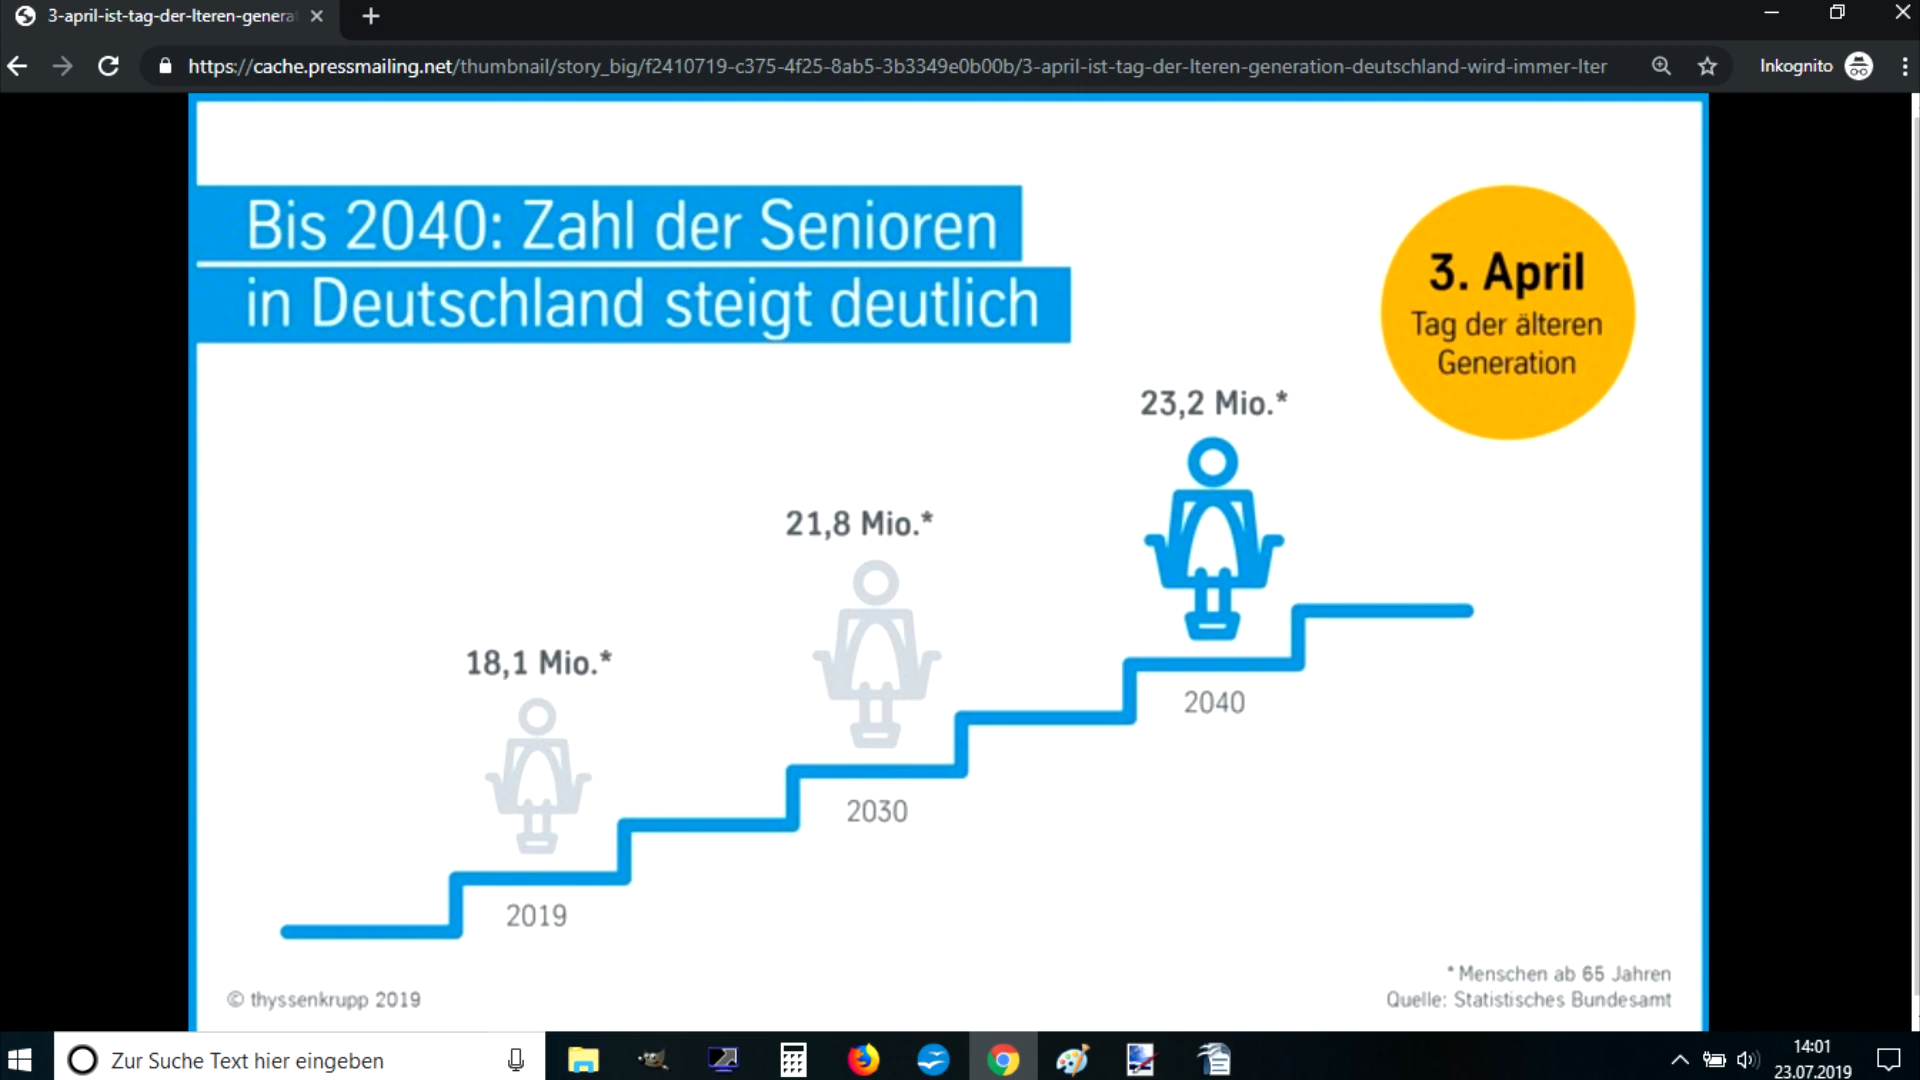 3-april-ist-tag-der-lteren-genera
https://cache.pressmailing.net/thumbnail/story_big/f2410719-c375-4f25-8ab5-3b3349e0b00b/3-april-ist-tag-der-lteren-generation-deutschland-wird-immer-lter
Inkognito
Bis 2040: Zahl der Senioren
in Deutschland steigt deutlich
3. April
Tag der älteren
Generation
23,2 Mio.*
21,8 Mio.*
18,1 Mio.*
2040
2030
2019
* Menschen ab 65 Jahren
© thyssenkrupp 2019
Quelle: Statistisches Bundesamt
Zur Suche Text hier eingeben
14:01
23.07.2019